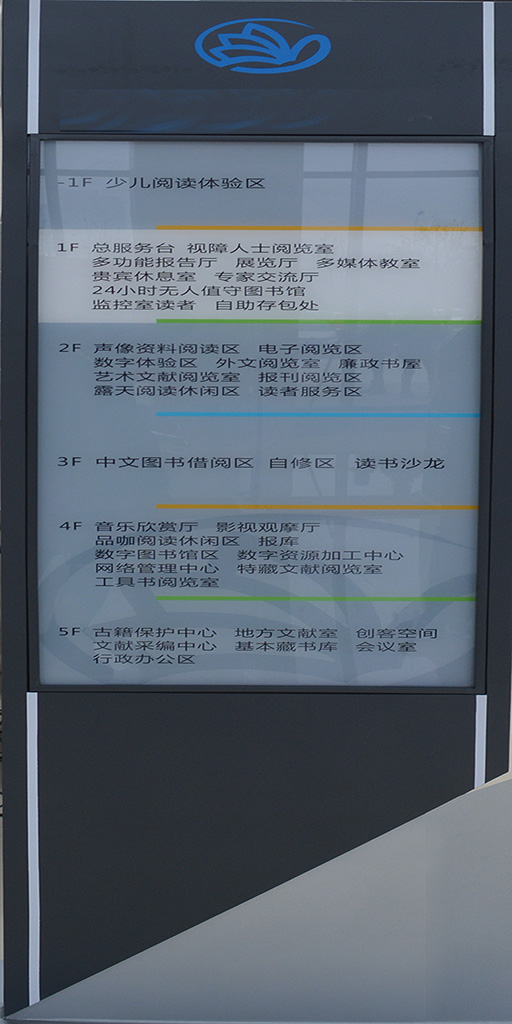 -1F 少儿阅读体验区
1F 总服务台 视障人士阅览室
多功能报告厅 展览厅 多媒体教室
贵宾休息室 专家交流厅
24小时无人值守图书馆
监控室读者 自助存包处
2F 声像资料阅读区 电子阅览区
数字体验区 外文阅览室 廉政书屋
艺术文献阅览室 报刊阅览区
露天阅读休闲区 读者服务区
3F 中文图书借阅区 自修区 读书沙龙
4F 音乐欣赏厅 影视观摩厅
品咖阅读休闲区 报库
数字图书馆区 数字资源加工中心
网络管理中心 特藏文献阅览室
工具书阅览室
5F 古籍保护中心 地方文献室 创客空间
文献采编中心 基本藏书库 会议室
行政办公区